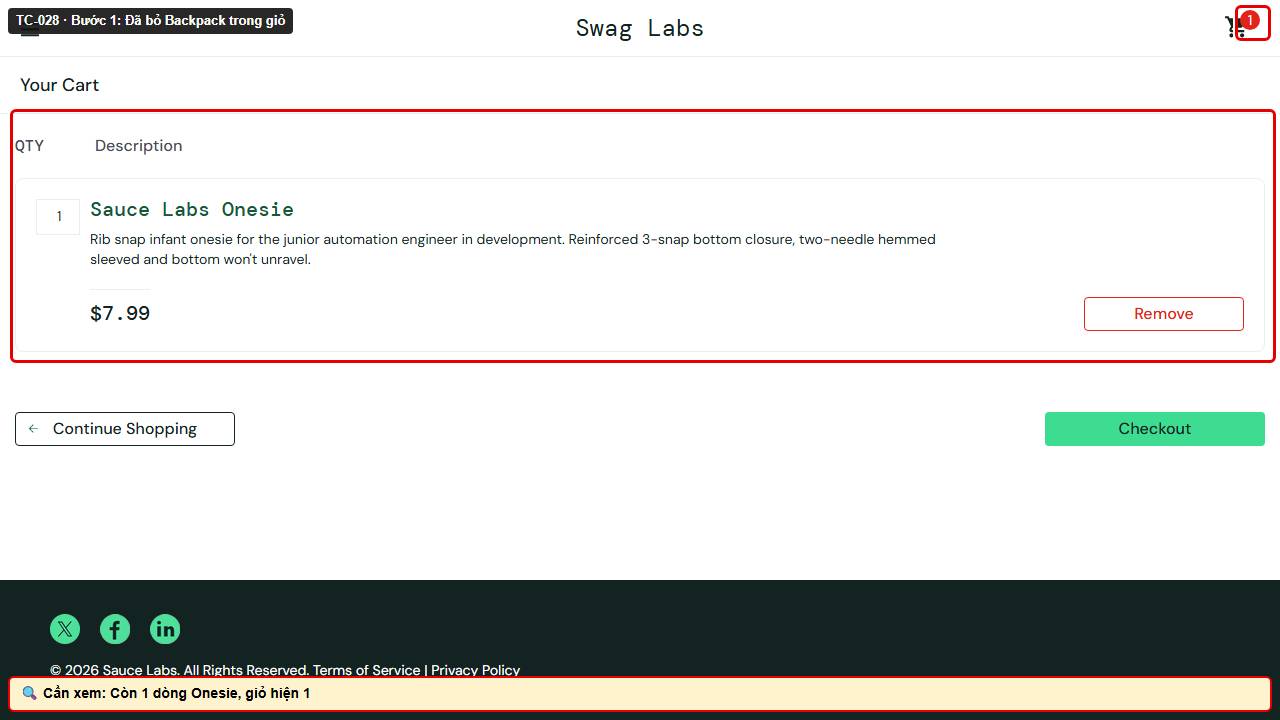 TC-028 · Bước 1: Đã bỏ Backpack trong giỏ
Swag Labs
1
Your Cart
QTY
Description
1
Sauce Labs Onesie
Rib snap infant onesie for the junior automation engineer in development. Reinforced 3-snap bottom closure, two-needle hemmed
sleeved and bottom won't unravel.
$7.99
Remove
Continue Shopping
Checkout
© 2026 Sauce Labs. All Rights Reserved. Terms of Service | Privacy Policy
Cần xem: Còn 1 dòng Onesie, giỏ hiện 1